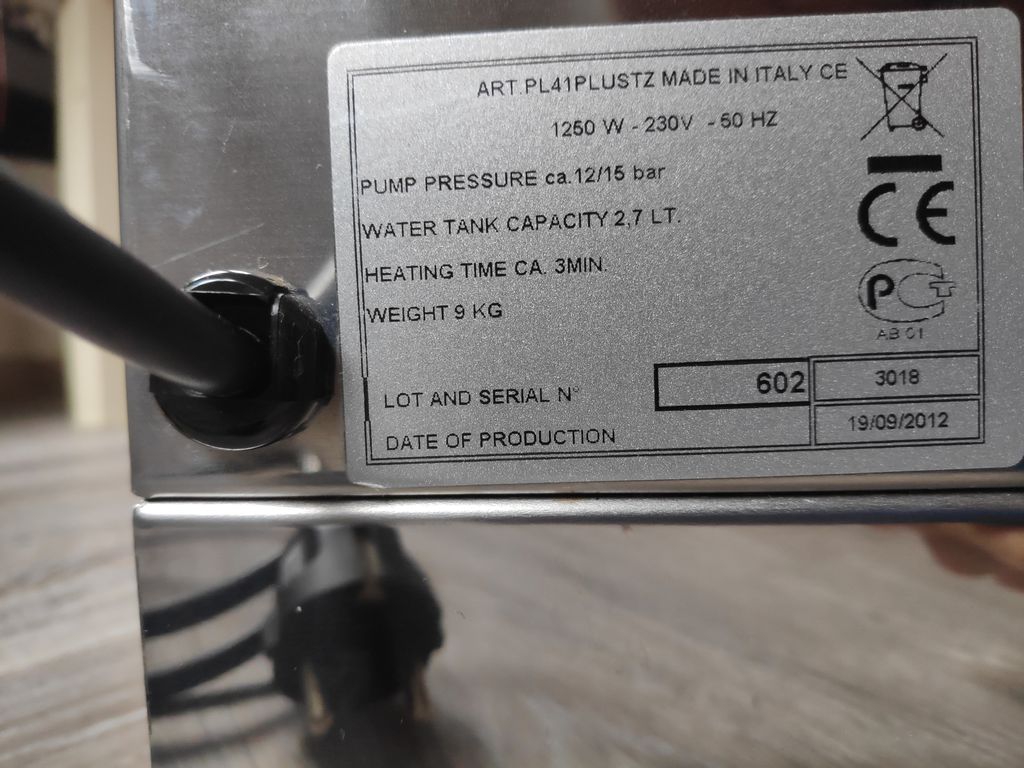 ART.PL41PLUSTZ MADE IN ITALY CE
1250 W - 230V - 50 HZ
PUMP PRESSURE ca.12/15 bar
WATER TANK CAPACITY 2,7 LT.
HEATING TIME CA. 3MIN.
WEIGHT 9 KG
CE
PCT
AB 01
LOT AND SERIAL N° 602 3018
DATE OF PRODUCTION 19/09/2012